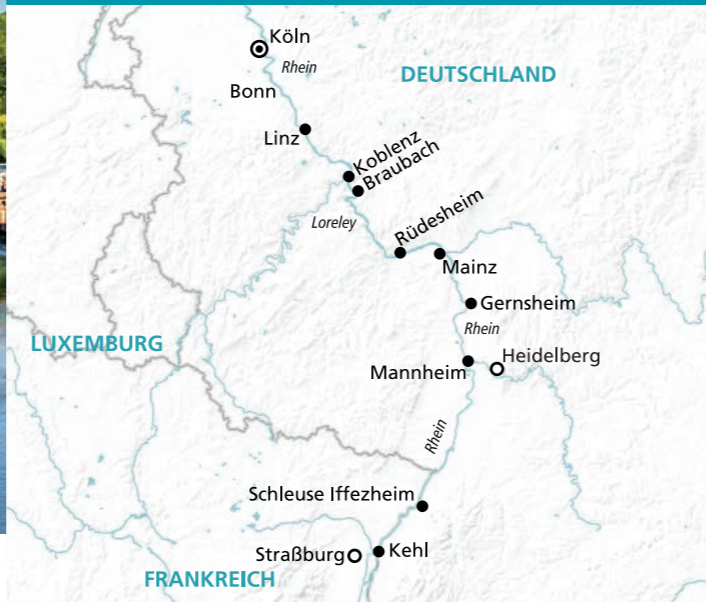 Köln
Rhein
DEUTSCHLAND
Bonn
Linz
Koblenz
Braubach
Loreley
Rüdesheim
Mainz
Gernsheim
Rhein
LUXEMBURG
Heidelberg
Mannheim
Rhein
Schleuse Iffezheim
Straßburg
Kehl
FRANKREICH